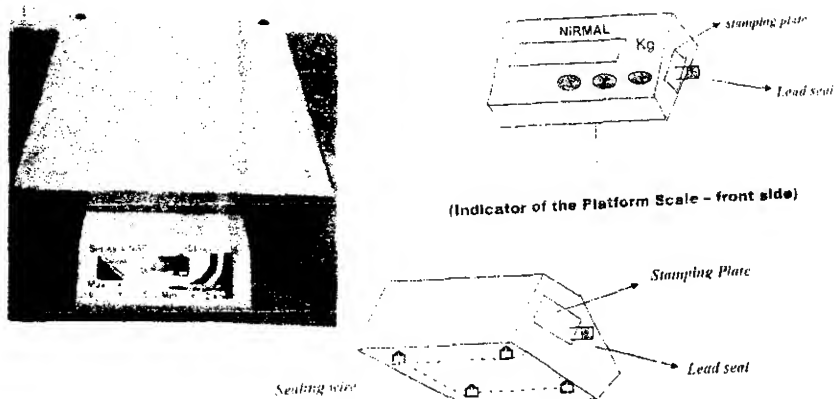 NiRMAL
Kg
Stamping plate
Lead seal
(Indicator of the Platform Scale – front side)
Stamping Plate
Lead seal
Sealing wire